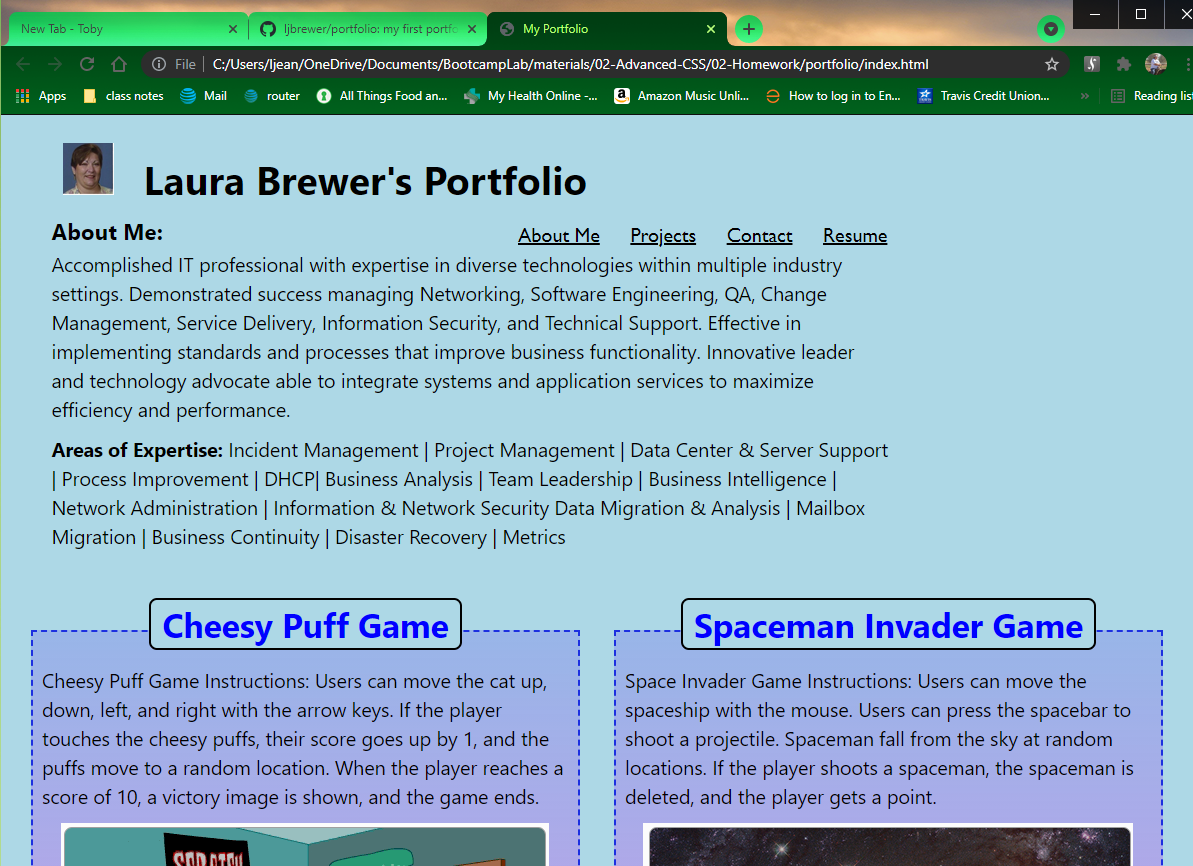 New Tab - Toby
ljbrewer/portfolio: my first portfo
My Portfolio
File
C:/Users/ljean/OneDrive/Documents/BootcampLab/materials/02-Advanced-CSS/02-Homework/portfolio/index.html
Apps
class notes
Mail
router
All Things Food an...
My Health Online -...
Amazon Music Unli...
How to log in to En...
Travis Credit Union...
»
Reading list
Laura Brewer's Portfolio
About Me:
About Me Projects Contact Resume
Accomplished IT professional with expertise in diverse technologies within multiple industry
settings. Demonstrated success managing Networking, Software Engineering, QA, Change
Management, Service Delivery, Information Security, and Technical Support. Effective in
implementing standards and processes that improve business functionality. Innovative leader
and technology advocate able to integrate systems and application services to maximize
efficiency and performance.
Areas of Expertise: Incident Management | Project Management | Data Center & Server Support
| Process Improvement | DHCP| Business Analysis | Team Leadership | Business Intelligence |
Network Administration | Information & Network Security Data Migration & Analysis | Mailbox
Migration | Business Continuity | Disaster Recovery | Metrics
Cheesy Puff Game
Cheesy Puff Game Instructions: Users can move the cat up,
down, left, and right with the arrow keys. If the player
touches the cheesy puffs, their score goes up by 1, and the
puffs move to a random location. When the player reaches a
score of 10, a victory image is shown, and the game ends.
Spaceman Invader Game
Space Invader Game Instructions: Users can move the
spaceship with the mouse. Users can press the spacebar to
shoot a projectile. Spaceman fall from the sky at random
locations. If the player shoots a spaceman, the spaceman is
deleted, and the player gets a point.